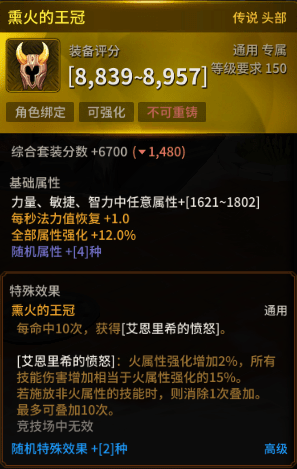 熏火的王冠 传说 头部
装备评分 通用 专属
[8,839~8,957] 等级要求 150
角色绑定 可强化 不可重铸
综合套装分数 +6700 (▼1,480)
基础属性
力量、敏捷、智力中任意属性+[1621~1802]
每秒法力值恢复 +1.0
全部属性强化 +12.0%
随机属性 +[4]种
特殊效果
熏火的王冠 通用
每命中10次，获得[艾恩里希的愤怒]。
[艾恩里希的愤怒]：火属性强化增加2%，所有
技能伤害增加相当于火属性强化的15%。
若施放非火属性的技能时，则消除1次叠加。
最多可叠加10次。
竞技场中无效
随机特殊效果 +[2]种 高级